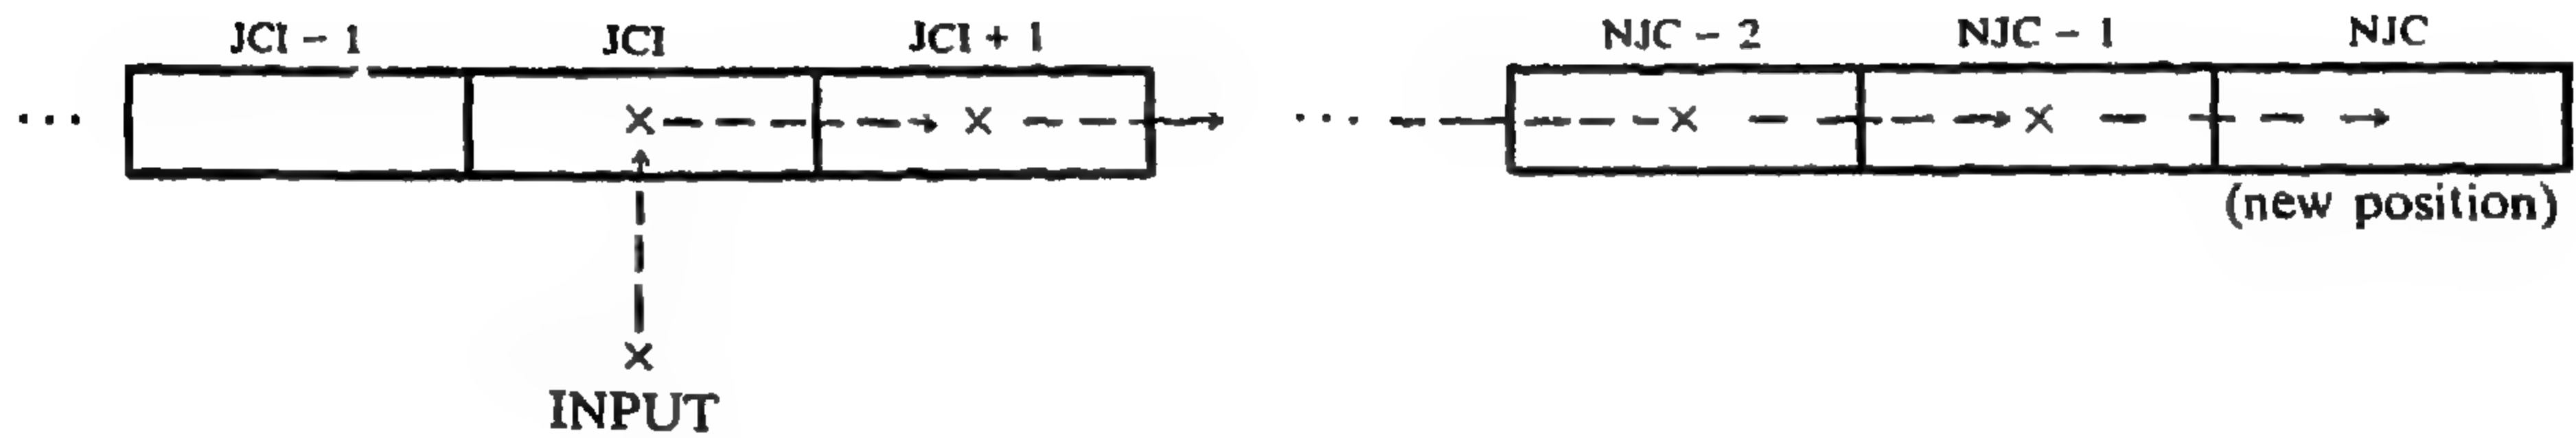 JCI - 1 JCI JCI + 1 NJC - 2 NJC - 1 NJC
(new position)
INPUT